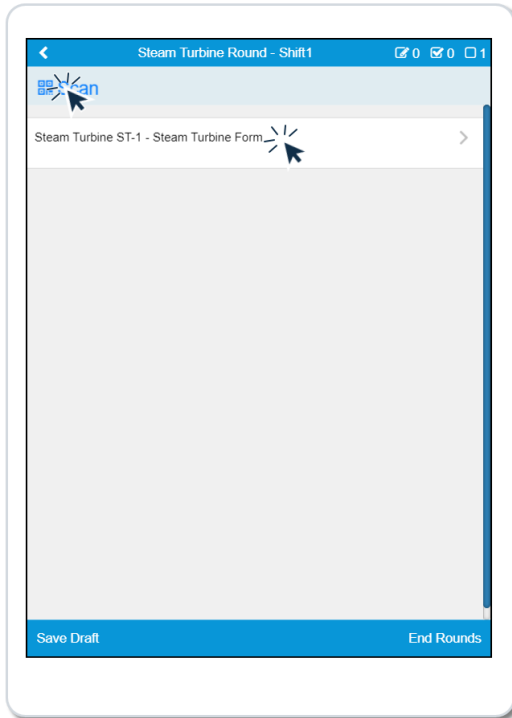 Steam Turbine Round - Shift1 0 0 1
Scan
Steam Turbine ST-1 - Steam Turbine Form
Save Draft End Rounds